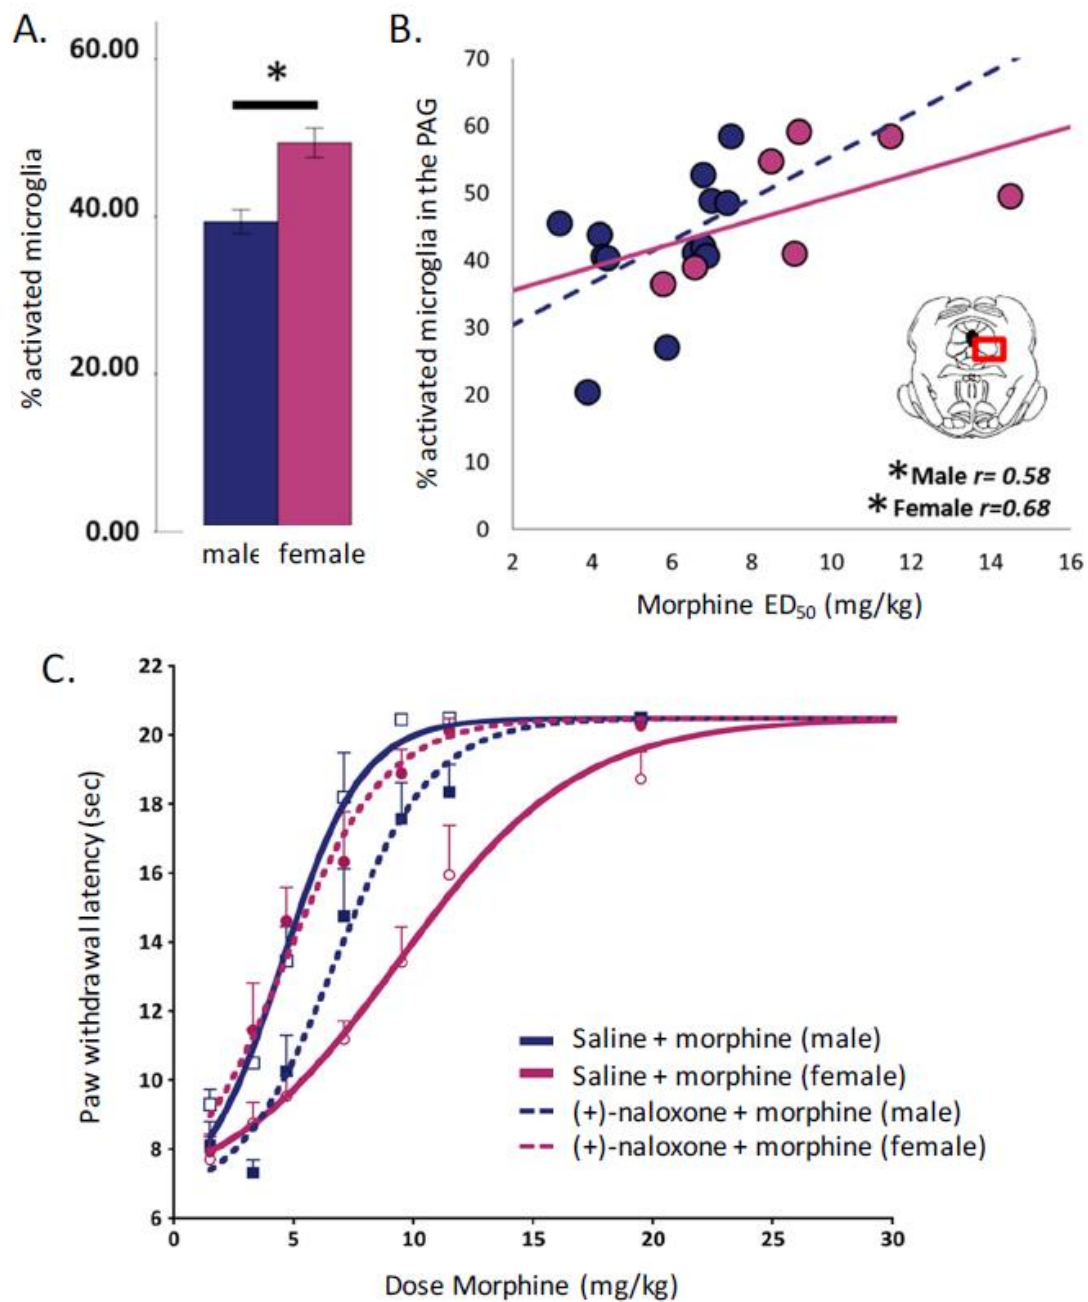 A.
60.00
40.00
20.00
0.00
% activated microglia
*
male female
B.
70
60
50
40
30
20
10
0
% activated microglia in the PAG
* Male r= 0.58
* Female r=0.68
2 4 6 8 10 12 14 16
Morphine ED50 (mg/kg)
C.
22
20
18
16
14
12
10
8
6
Paw withdrawal latency (sec)
Saline + morphine (male)
Saline + morphine (female)
(+)-naloxone + morphine (male)
(+)-naloxone + morphine (female)
0 5 10 15 20 25 30
Dose Morphine (mg/kg)